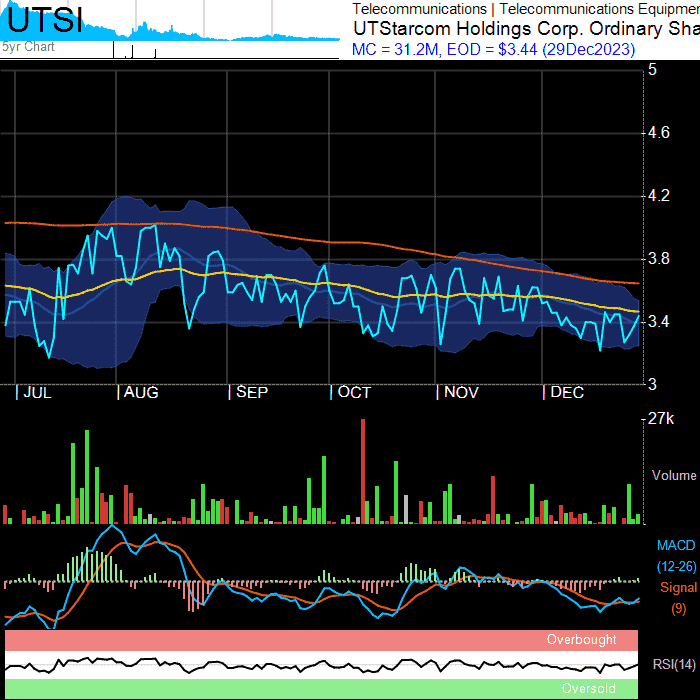 UTSI
5yr Chart
Telecommunications | Telecommunications Equipmen
UTStarcom Holdings Corp. Ordinary Sha
MC = 31.2M, EOD = $3.44 (29Dec2023)
5
4.6
4.2
3.8
3.4
3
JUL AUG SEP OCT NOV DEC
27k
Volume
MACD
(12-26)
Signal
(9)
Overbought
RSI(14)
Oversold